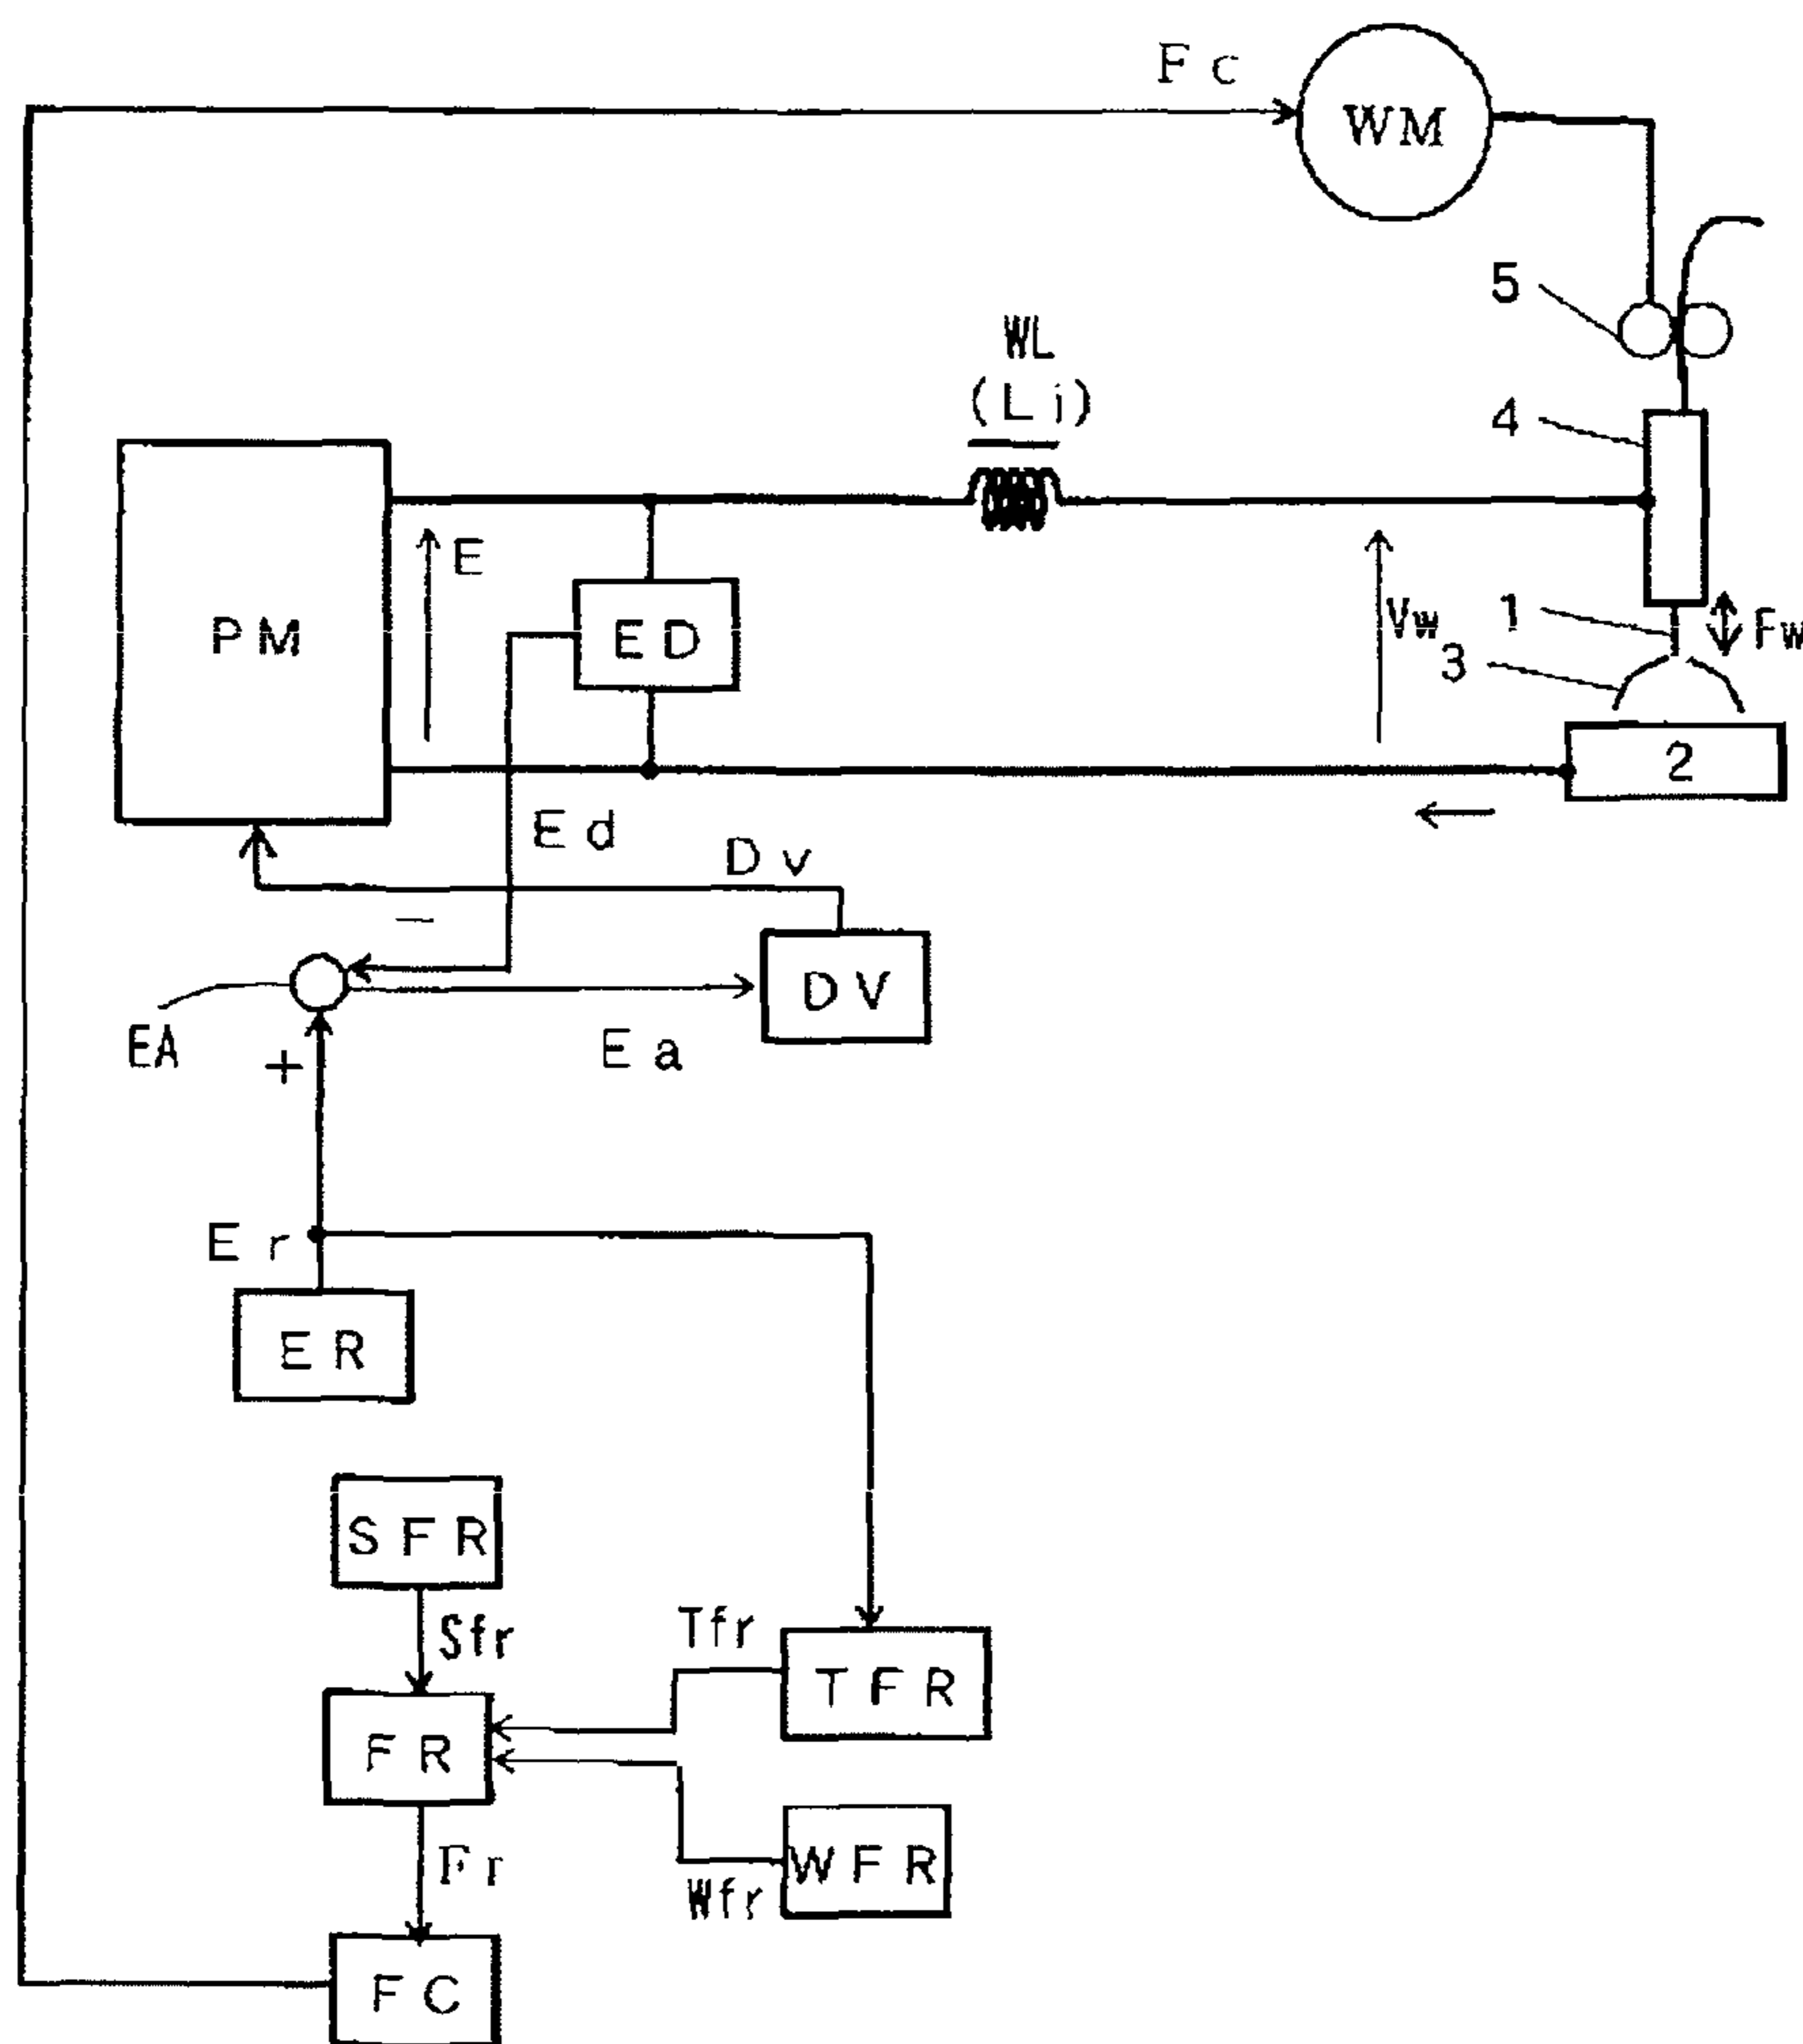 Fc
WM
5
WL
(Li)
4
E
PM
ED
Vw
1
Fw
3
2
Ed
Dv
−
DV
EA
+
Ea
Er
ER
SFR
Sfr
Tfr
TFR
FR
WFR
Wfr
Fr
FC